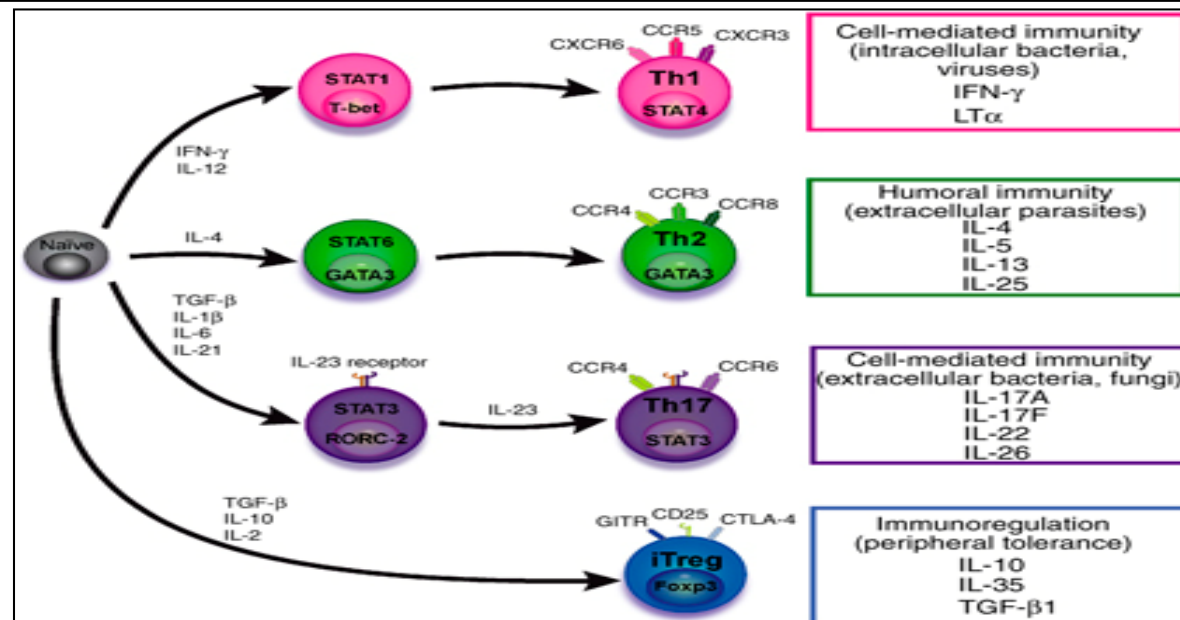 CXCR6
CCR5
CXCR3
STAT1
T-bet
Th1
STAT4
Cell-mediated immunity
(intracellular bacteria,
viruses)
IFN-γ
LTα
IFN-γ
IL-12
Naïve
IL-4
STAT6
GATA3
CCR4
CCR3
CCR8
Th2
GATA3
Humoral immunity
(extracellular parasites)
IL-4
IL-5
IL-13
IL-25
TGF-β
IL-1β
IL-6
IL-21
IL-23 receptor
STAT3
RORC-2
IL-23
CCR4
CCR6
Th17
STAT3
Cell-mediated immunity
(extracellular bacteria, fungi)
IL-17A
IL-17F
IL-22
IL-26
TGF-β
IL-10
IL-2
GITR
CD25
CTLA-4
iTreg
Foxp3
Immunoregulation
(peripheral tolerance)
IL-10
IL-35
TGF-β1